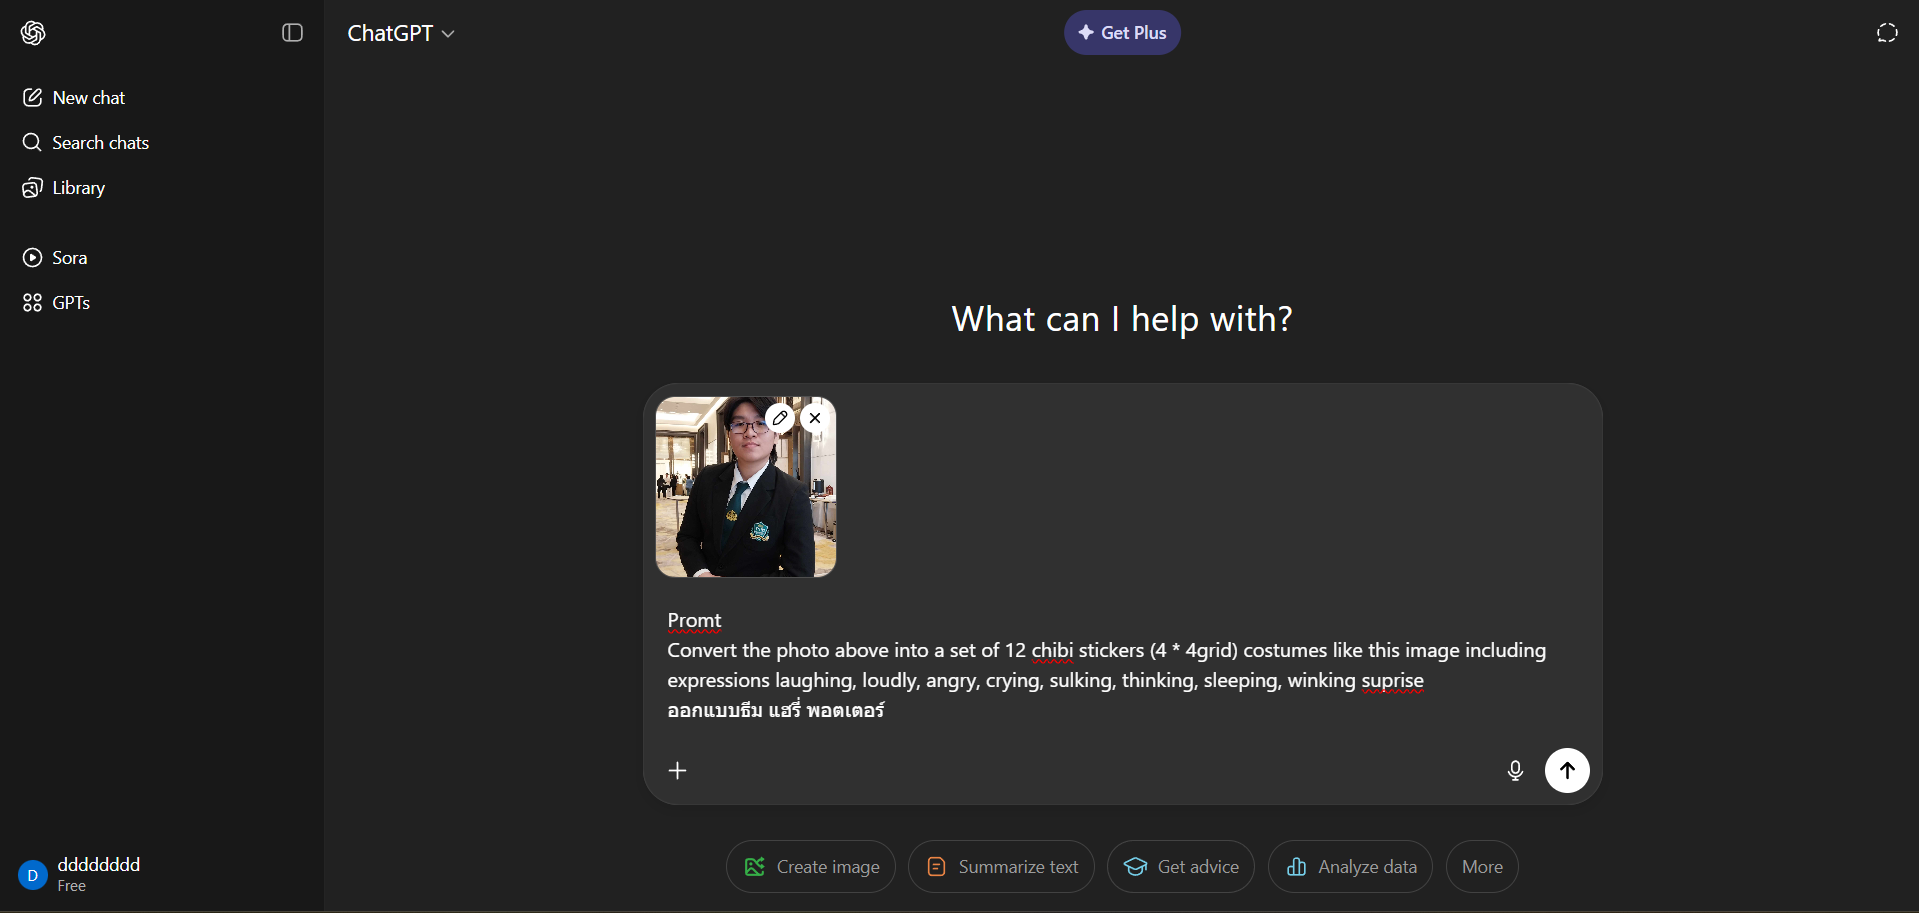 ChatGPT
Get Plus
New chat
Search chats
Library
Sora
GPTs
What can I help with?
Promt
Convert the photo above into a set of 12 chibi stickers (4 * 4grid) costumes like this image including
expressions laughing, loudly, angry, crying, sulking, thinking, sleeping, winking suprise
ออกแบบธีม แฮรี่ พอตเตอร์
Create image
Summarize text
Get advice
Analyze data
More
D
dddddddd
Free